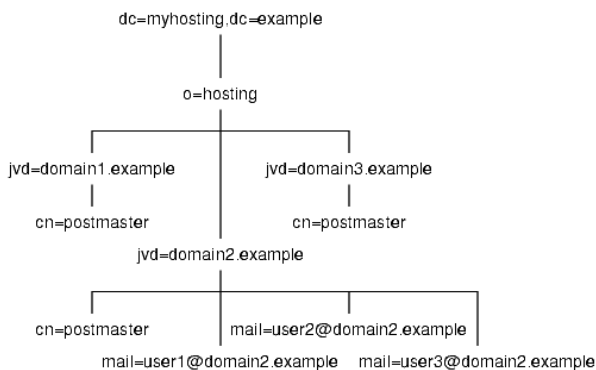 dc=myhosting,dc=example
o=hosting
jvd=domain1.example
jvd=domain3.example
cn=postmaster
cn=postmaster
jvd=domain2.example
cn=postmaster
mail=user2@domain2.example
mail=user1@domain2.example
mail=user3@domain2.example